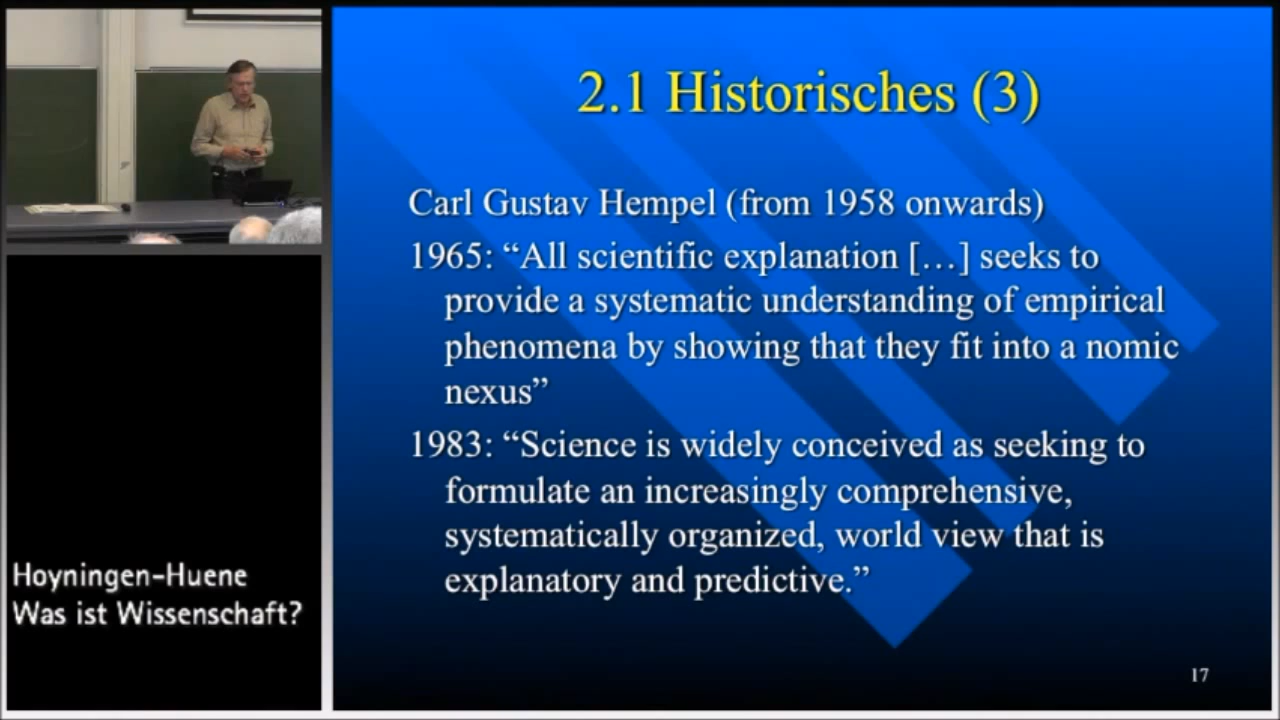 2.1 Historisches (3)
Carl Gustav Hempel (from 1958 onwards)
1965: “All scientific explanation […] seeks to
provide a systematic understanding of empirical
phenomena by showing that they fit into a nomic
nexus”
1983: “Science is widely conceived as seeking to
formulate an increasingly comprehensive,
systematically organized, world view that is
explanatory and predictive.”
17
Hoyningen-Huene
Was ist Wissenschaft?